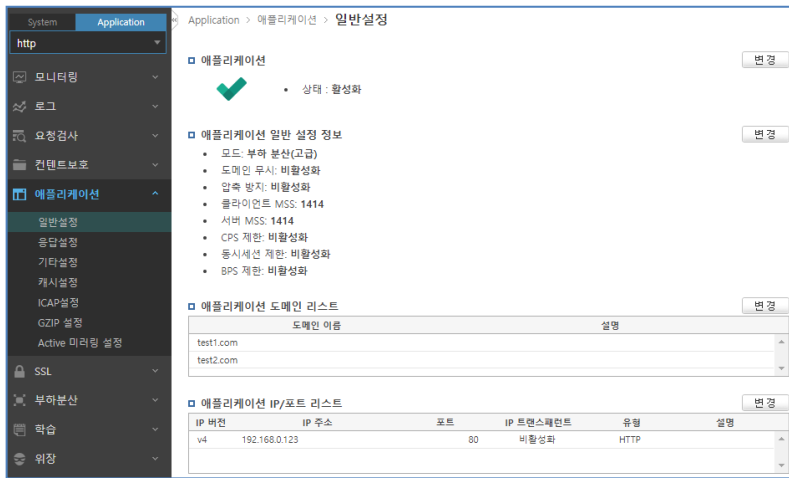 System
Application
Application > 애플리케이션 > 일반설정
http
모니터링
로그
요청검사
컨텐트보호
애플리케이션
일반설정
응답설정
기타설정
캐시설정
ICAP설정
GZIP 설정
Active 미러링 설정
SSL
부하분산
학습
위장
애플리케이션
변경
상태 : 활성화
애플리케이션 일반 설정 정보
변경
모드: 부하 분산(고급)
도메인 무시: 비활성화
압축 방지: 비활성화
클라이언트 MSS: 1414
서버 MSS: 1414
CPS 제한: 비활성화
동시세션 제한: 비활성화
BPS 제한: 비활성화
애플리케이션 도메인 리스트
변경
도메인 이름 설명
test1.com
test2.com
애플리케이션 IP/포트 리스트
변경
IP 버전 IP 주소 포트 IP 트랜스패런트 유형 설명
v4 192.168.0.123 80 비활성화 HTTP